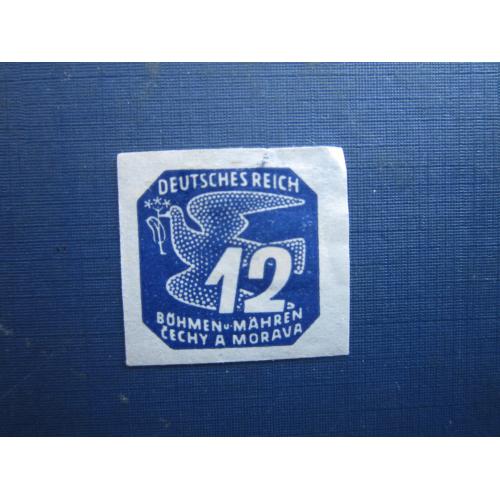 DEUTSCHES REICH
12
BÖHMEN u. MÄHREN
ČECHY A MORAVA